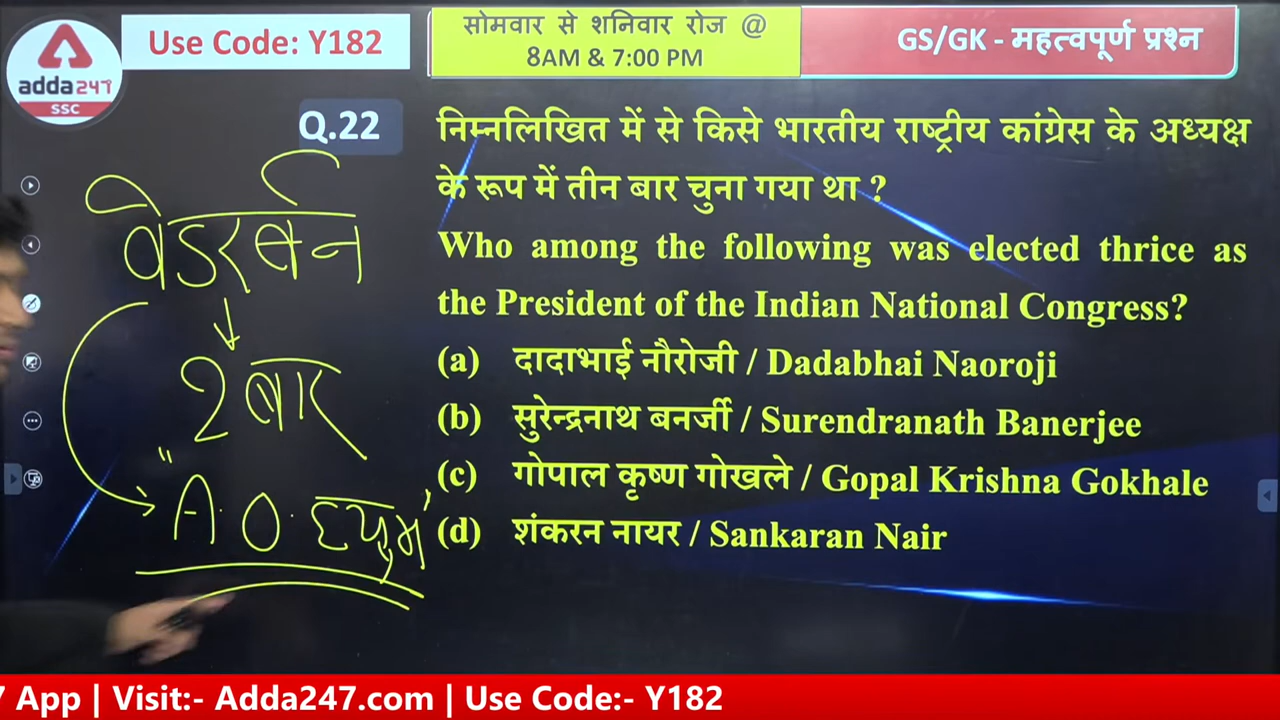 Use Code: Y182
सोमवार से शनिवार रोज @
8AM & 7:00 PM
GS/GK - महत्वपूर्ण प्रश्न
adda247
SSC
Q.22
निम्नलिखित में से किसे भारतीय राष्ट्रीय कांग्रेस के अध्यक्ष
के रूप में तीन बार चुना गया था ?
Who among the following was elected thrice as
the President of the Indian National Congress?
(a) दादाभाई नौरोजी / Dadabhai Naoroji
(b) सुरेन्द्रनाथ बनर्जी / Surendranath Banerjee
(c) गोपाल कृष्ण गोखले / Gopal Krishna Gokhale
(d) शंकरन नायर / Sankaran Nair
वेडरबर्न
2 बार
"A.O. ह्यूम"
7 App | Visit:- Adda247.com | Use Code:- Y182